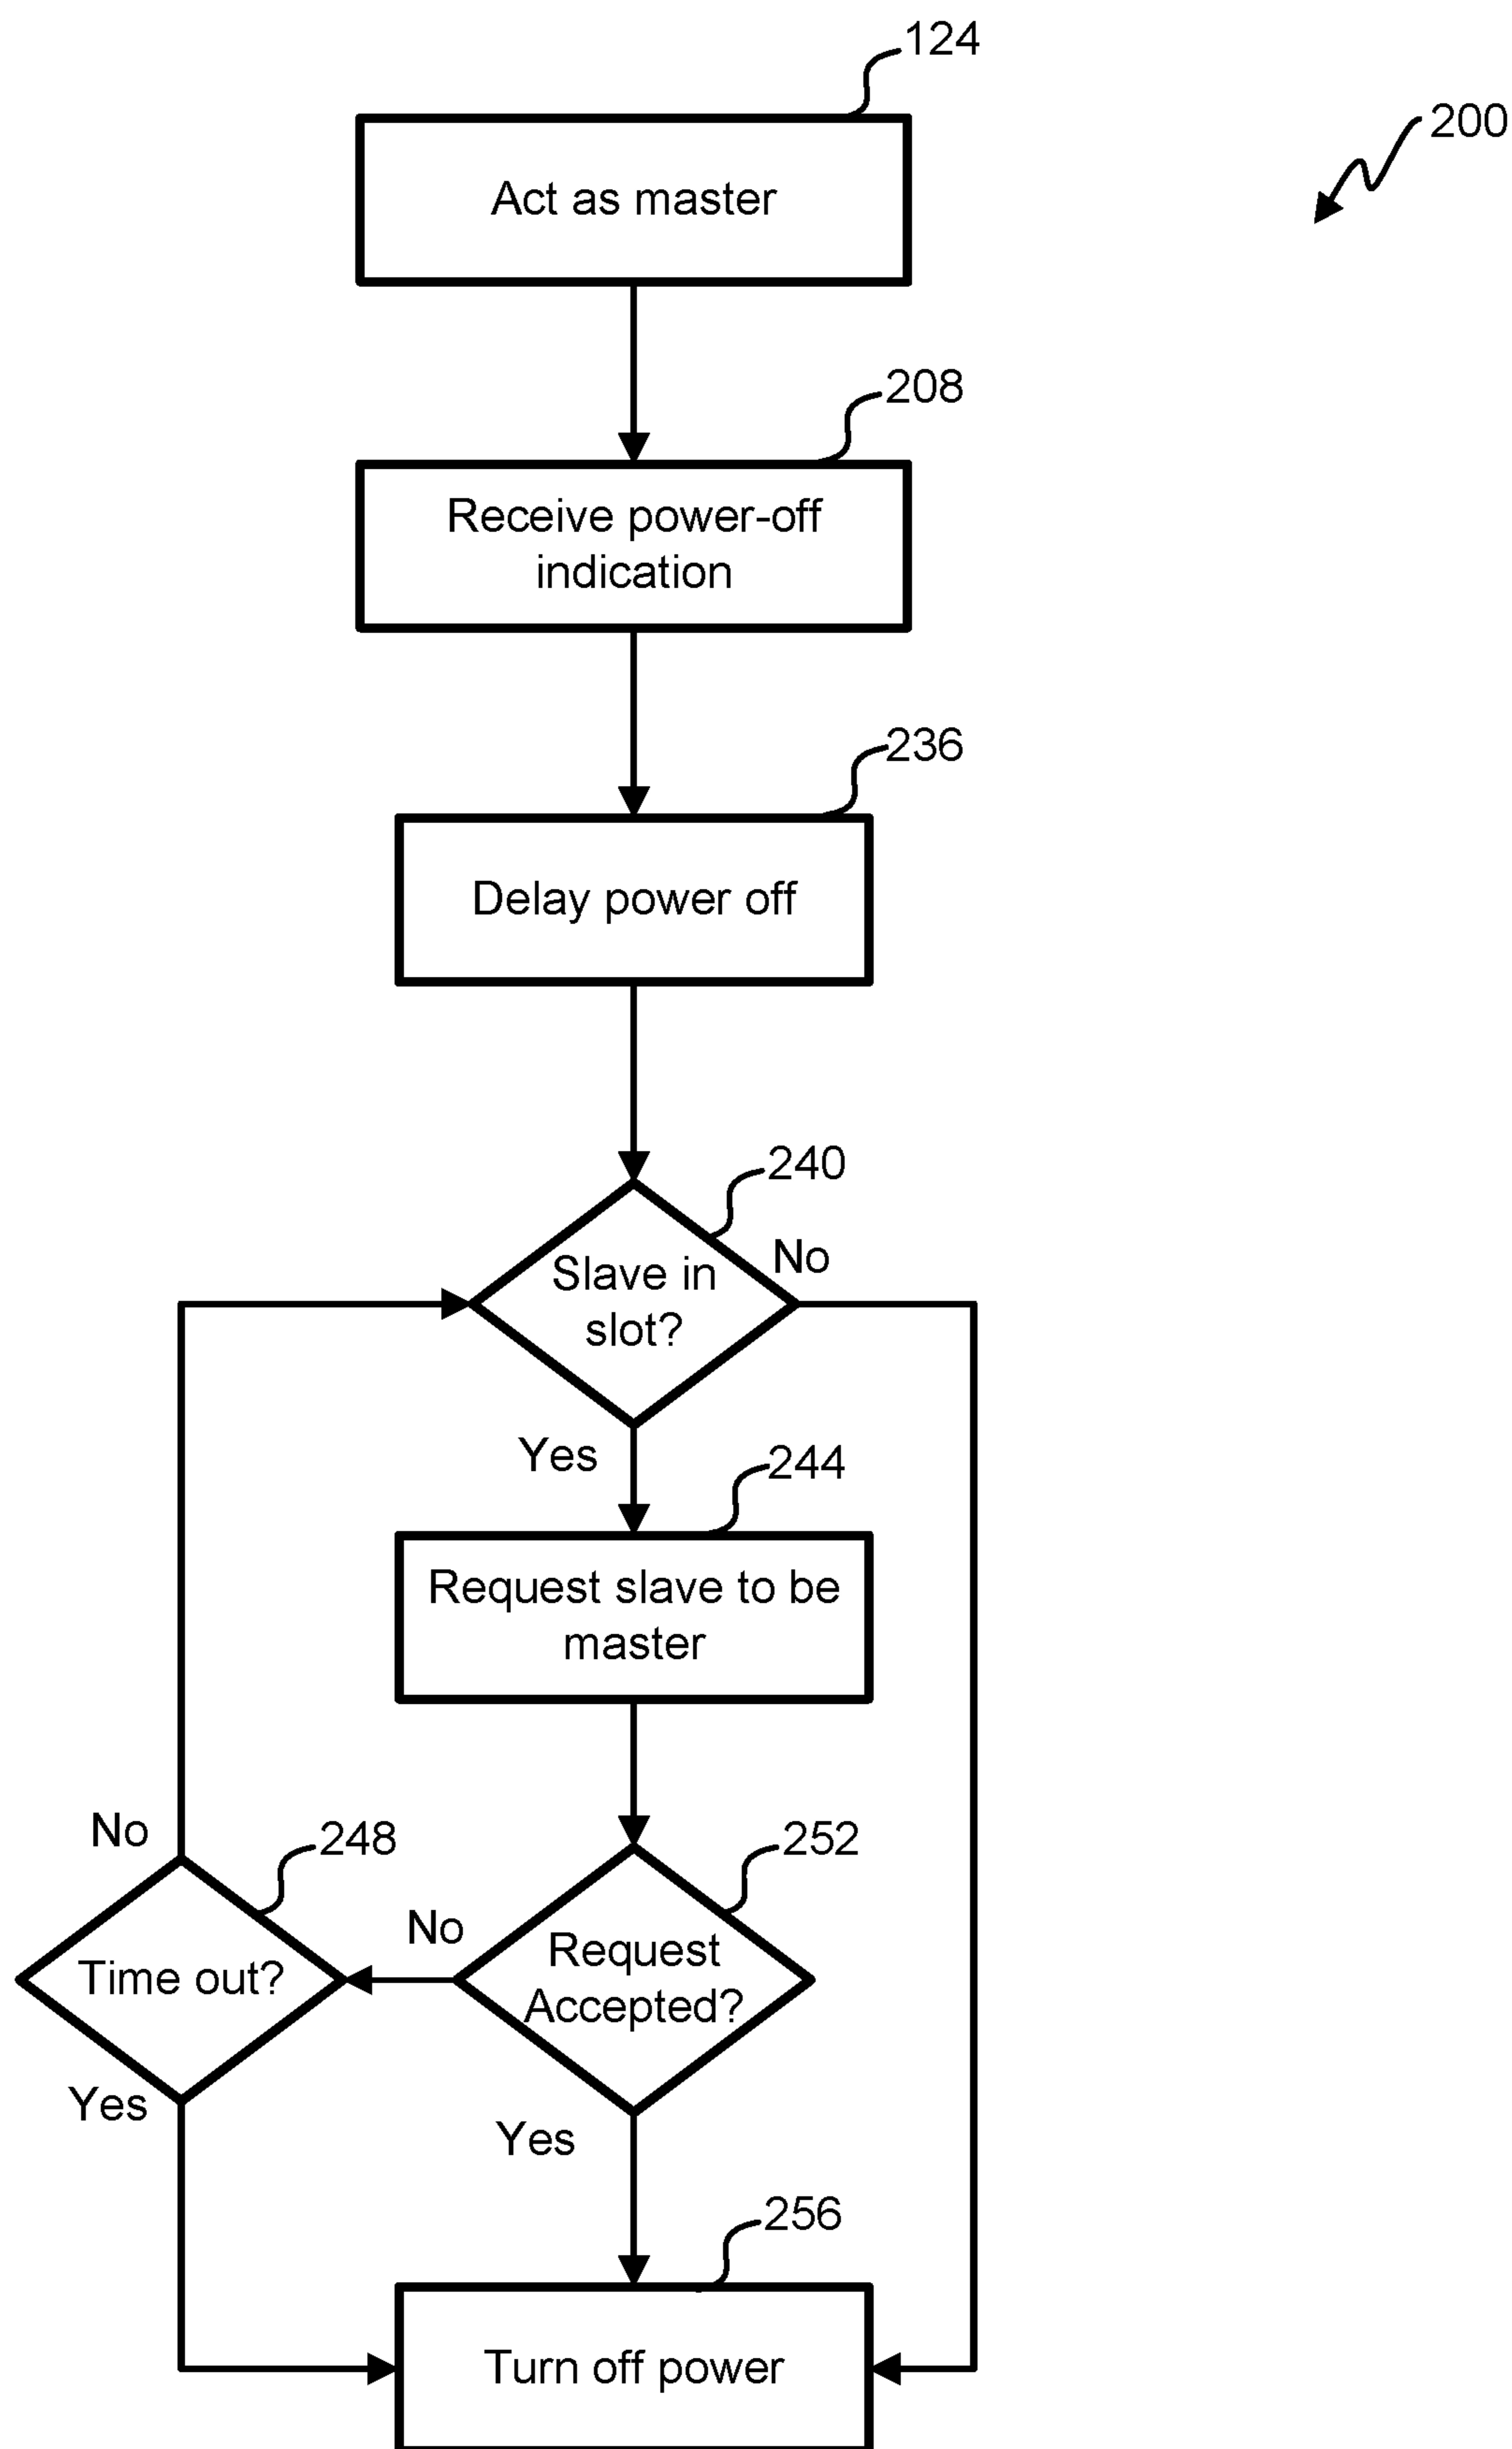 124
200
Act as master
208
Receive power-off
indication
236
Delay power off
240
No
Slave in
slot?
Yes
244
Request slave to be
master
No
248
252
No
Request
Accepted?
Time out?
Yes
Yes
256
Turn off power